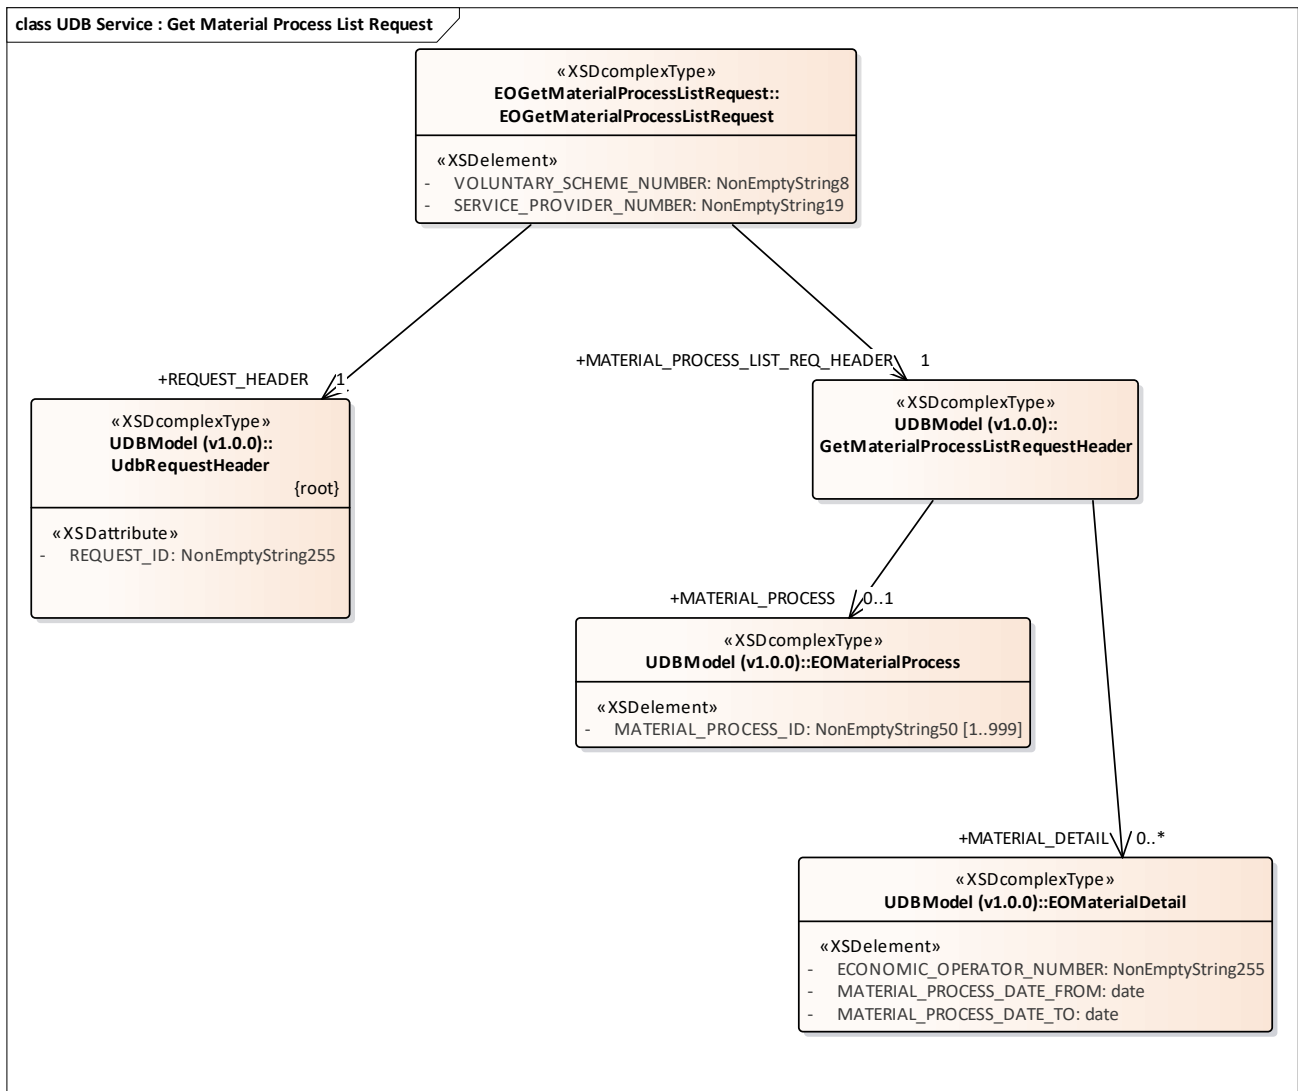 class UDB Service : Get Material Process List Request
«XSDcomplexType»
EOGetMaterialProcessListRequest::
EOGetMaterialProcessListRequest
«XSDelement»
- VOLUNTARY_SCHEME_NUMBER: NonEmptyString8
- SERVICE_PROVIDER_NUMBER: NonEmptyString19
+MATERIAL_PROCESS_LIST_REQ_HEADER 1
+REQUEST_HEADER 1
«XSDcomplexType»
UDBModel (v1.0.0)::
UdbRequestHeader
{root}
«XSDattribute»
- REQUEST_ID: NonEmptyString255
«XSDcomplexType»
UDBModel (v1.0.0)::
GetMaterialProcessListRequestHeader
+MATERIAL_PROCESS 0..1
«XSDcomplexType»
UDBModel (v1.0.0)::EOMaterialProcess
«XSDelement»
- MATERIAL_PROCESS_ID: NonEmptyString50 [1..999]
+MATERIAL_DETAIL 0..*
«XSDcomplexType»
UDBModel (v1.0.0)::EOMaterialDetail
«XSDelement»
- ECONOMIC_OPERATOR_NUMBER: NonEmptyString255
- MATERIAL_PROCESS_DATE_FROM: date
- MATERIAL_PROCESS_DATE_TO: date